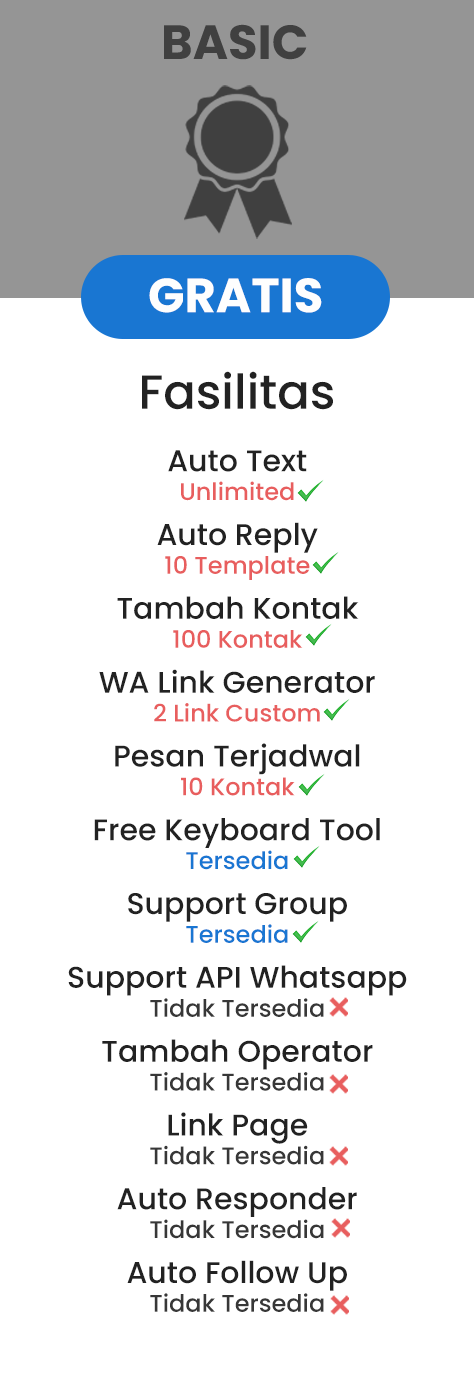 BASIC
GRATIS
Fasilitas
Auto Text
Unlimited
Auto Reply
10 Template
Tambah Kontak
100 Kontak
WA Link Generator
2 Link Custom
Pesan Terjadwal
10 Kontak
Free Keyboard Tool
Tersedia
Support Group
Tersedia
Support API Whatsapp
Tidak Tersedia
Tambah Operator
Tidak Tersedia
Link Page
Tidak Tersedia
Auto Responder
Tidak Tersedia
Auto Follow Up
Tidak Tersedia